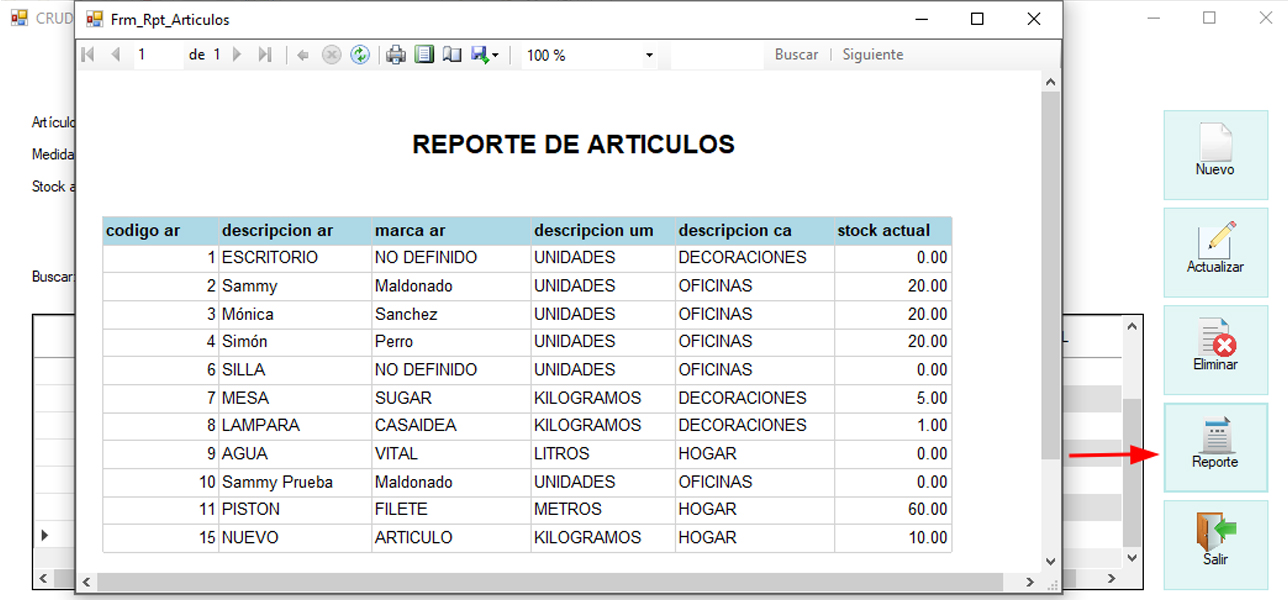 CRUD
Frm_Rpt_Articulos
1 de 1 100 % Buscar | Siguiente
Artículo
Medida
Stock a
Buscar:
REPORTE DE ARTICULOS
codigo ar descripcion ar marca ar descripcion um descripcion ca stock actual
1 ESCRITORIO NO DEFINIDO UNIDADES DECORACIONES 0.00
2 Sammy Maldonado UNIDADES OFICINAS 20.00
3 Mónica Sanchez UNIDADES OFICINAS 20.00
4 Simón Perro UNIDADES OFICINAS 20.00
6 SILLA NO DEFINIDO UNIDADES OFICINAS 0.00
7 MESA SUGAR KILOGRAMOS DECORACIONES 5.00
8 LAMPARA CASAIDEA KILOGRAMOS DECORACIONES 1.00
9 AGUA VITAL LITROS HOGAR 0.00
10 Sammy Prueba Maldonado UNIDADES OFICINAS 0.00
11 PISTON FILETE METROS HOGAR 60.00
15 NUEVO ARTICULO KILOGRAMOS HOGAR 10.00
L
Nuevo
Actualizar
Eliminar
Reporte
Salir